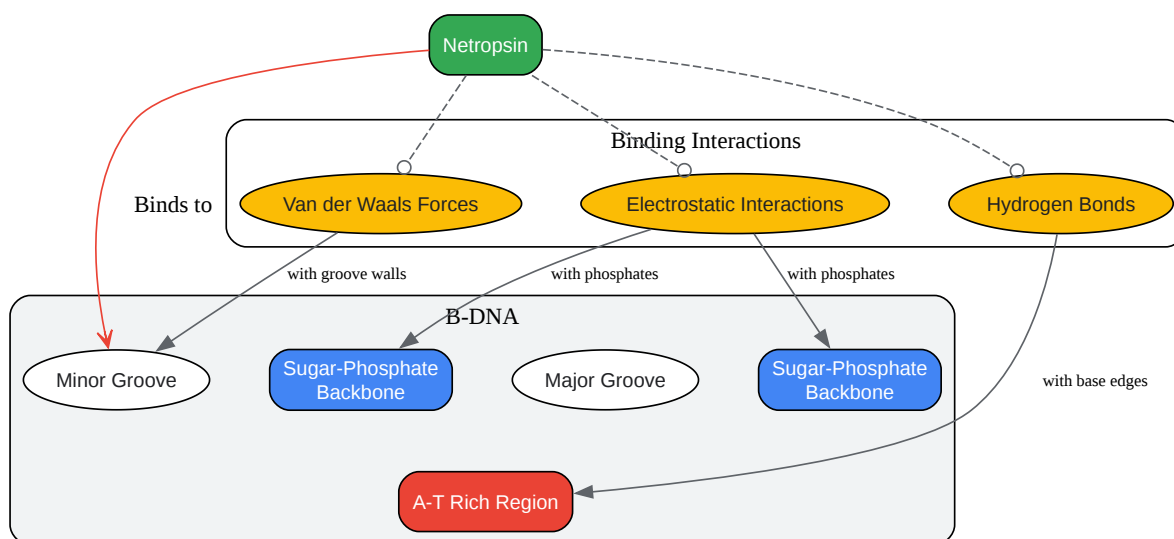 Netropsin
Binding Interactions
Binds to
Van der Waals Forces
Electrostatic Interactions
Hydrogen Bonds
with groove walls
with phosphates
with phosphates
B-DNA
Minor Groove
Sugar-Phosphate
Backbone
Major Groove
Sugar-Phosphate
Backbone
with base edges
A-T Rich Region